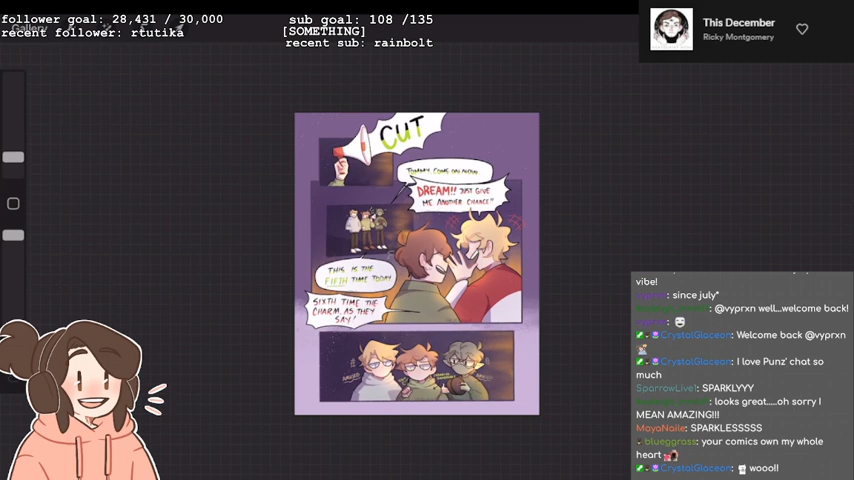 follower goal: 28,431 / 30,000
recent follower: rtutika
sub goal: 108 /135
[SOMETHING]
recent sub: rainbolt
This December
Ricky Montgomery
Gallery
CUT
TOMMY COME ON NOW
DREAM!! JUST GIVE
ME ANOTHER CHANCE"
THIS IS THE
FIFTH TIME TODAY
SIXTH TIME THE
CHARM, AS THEY
SAY!
vibe!
since july*
@vyprxn well...welcome back!
CrystalGlaceon: Welcome back @vyprxn
CrystalGlaceon: I love Punz' chat so
much
SparrowLive1: SPARKLYYY
looks great.....oh sorry I
MEAN AMAZING!!!
MayaNaile: SPARKLESSSSS
blueggross: your comics own my whole
heart
CrystalGlaceon: wooo!!